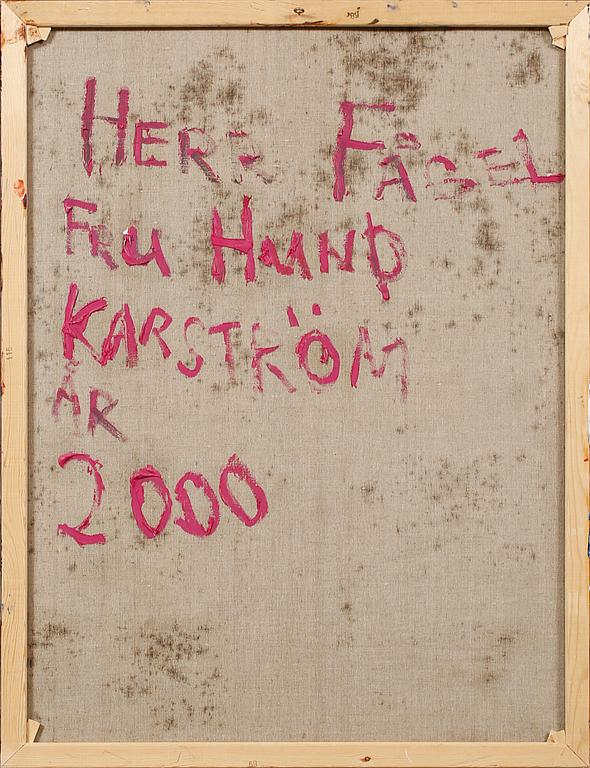 HERR FÅGEL
FRU HUND
KARSTRÖM
ÅR
2000